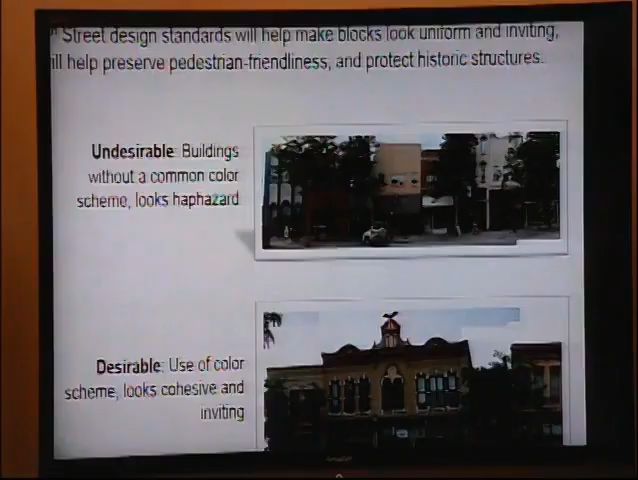 Street design standards will help make blocks look uniform and inviting,
will help preserve pedestrian-friendliness, and protect historic structures.
Undesirable: Buildings
without a common color
scheme, looks haphazard
Desirable: Use of color
scheme, looks cohesive and
inviting